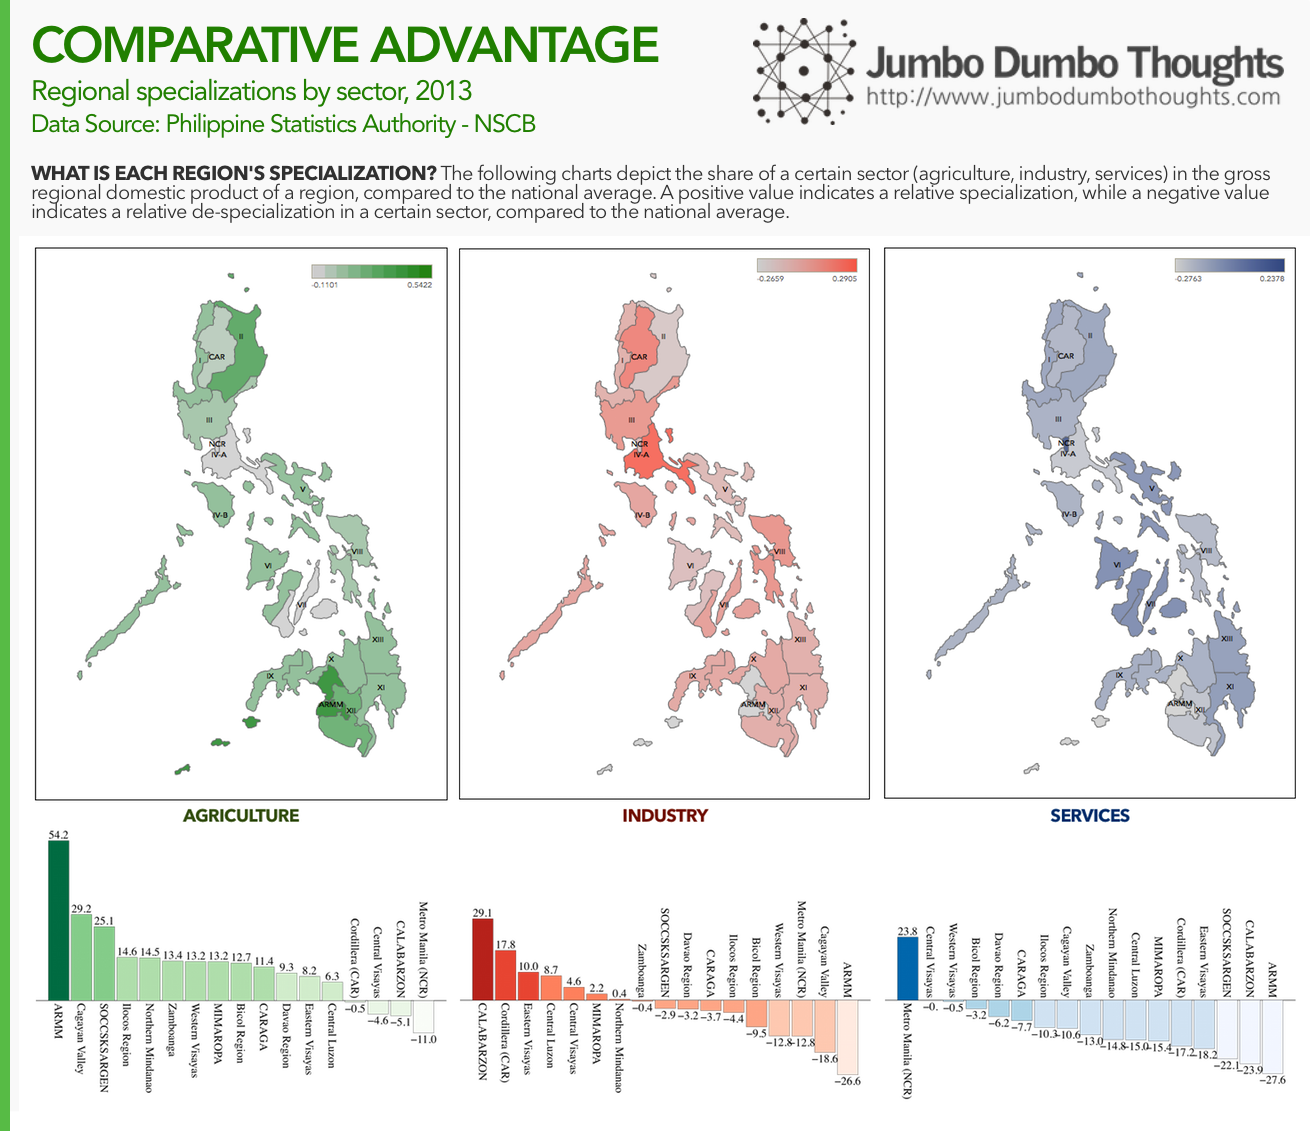 COMPARATIVE ADVANTAGE
Regional specializations by sector, 2013
Data Source: Philippine Statistics Authority - NSCB
Jumbo Dumbo Thoughts
http://www.jumbodumbothoughts.com
WHAT IS EACH REGION'S SPECIALIZATION? The following charts depict the share of a certain sector (agriculture, industry, services) in the gross
regional domestic product of a region, compared to the national average. A positive value indicates a relative specialization, while a negative value
indicates a relative de-specialization in a certain sector, compared to the national average.
-0.1101 0.5422
II
I
CAR
III
NCR
IV-A
V
IV-B
VIII
VI
VII
XIII
X
IX
XI
ARMM
XII
-0.2659 0.2905
II
I
CAR
III
NCR
IV-A
V
IV-B
VIII
VI
VII
XIII
X
IX
XI
ARMM
XII
-0.2763 0.2378
II
I
CAR
III
NCR
IV-A
V
IV-B
VIII
VI
VII
XIII
X
IX
XI
ARMM
XII
AGRICULTURE
54.2
29.2
25.1
14.6
14.5
13.4
13.2
13.2
12.7
11.4
9.3
8.2
6.3
−0.5
−4.6
−5.1
−11.0
ARMM
Cagayan Valley
SOCCSKSARGEN
Ilocos Region
Northern Mindanao
Zamboanga
Western Visayas
MIMAROPA
Bicol Region
CARAGA
Davao Region
Eastern Visayas
Central Luzon
Cordillera (CAR)
Central Visayas
CALABARZON
Metro Manila (NCR)
INDUSTRY
29.1
17.8
10.0
8.7
4.6
2.2
0.4
−0.4
−2.9
−3.2
−3.7
−4.4
−9.5
−12.8
−12.8
−18.6
−26.6
CALABARZON
Cordillera (CAR)
Eastern Visayas
Central Luzon
Central Visayas
MIMAROPA
Northern Mindanao
Zamboanga
SOCCSKSARGEN
Davao Region
CARAGA
Ilocos Region
Bicol Region
Western Visayas
Metro Manila (NCR)
Cagayan Valley
ARMM
SERVICES
23.8
−0.
−0.5
−3.2
−6.2
−7.7
−10.3
−10.6
−13.0
−14.8
−15.0
−15.4
−17.2
−18.2
−22.1
−23.9
−27.6
Metro Manila (NCR)
Central Visayas
Western Visayas
Bicol Region
Davao Region
CARAGA
Ilocos Region
Cagayan Valley
Zamboanga
Northern Mindanao
Central Luzon
MIMAROPA
Cordillera (CAR)
Eastern Visayas
SOCCSKSARGEN
CALABARZON
ARMM